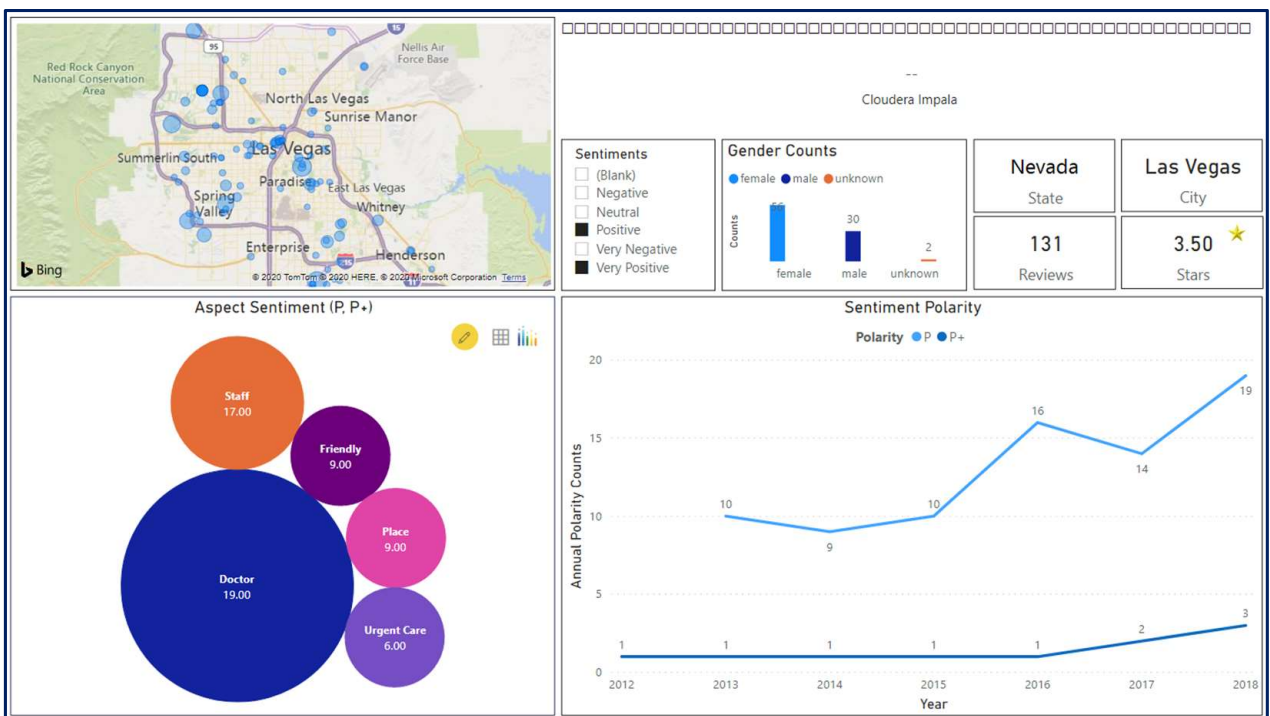 15
95
Nellis Air
Force Base
Red Rock Canyon
National Conservation
Area
North Las Vegas
Sunrise Manor
Las Vegas
Summerlin South
Paradise
East Las Vegas
Spring
Valley
Whitney
Enterprise
15
Henderson
11
Bing
© 2020 TomTom © 2020 HERE, © 2020 Microsoft Corporation Terms
--
Cloudera Impala
Sentiments
(Blank)
Negative
Neutral
Positive
Very Negative
Very Positive
Gender Counts
female male unknown
Counts
56
30
2
female male unknown
Nevada
State
Las Vegas
City
131
Reviews
3.50
Stars
Aspect Sentiment (P, P+)
Staff
17.00
Friendly
9.00
Place
9.00
Doctor
19.00
Urgent Care
6.00
Sentiment Polarity
Polarity P P+
Annual Polarity Counts
20
15
10
5
0
10
9
10
16
14
19
1
1
1
1
1
2
3
2012 2013 2014 2015 2016 2017 2018
Year